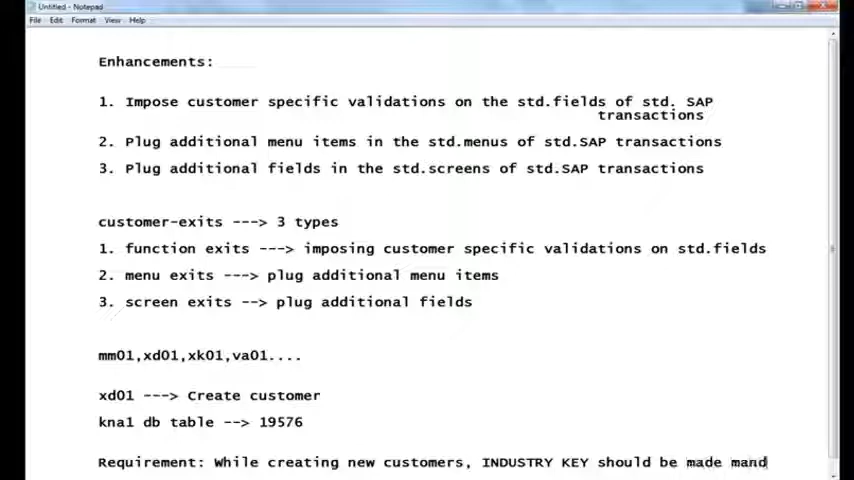 Untitled - Notepad
File Edit Format View Help
Enhancements:
1. Impose customer specific validations on the std.fields of std. SAP
transactions
2. Plug additional menu items in the std.menus of std.SAP transactions
3. Plug additional fields in the std.screens of std.SAP transactions
customer-exits ---> 3 types
1. function exits ---> imposing customer specific validations on std.fields
2. menu exits ---> plug additional menu items
3. screen exits --> plug additional fields
mm01,xd01,xk01,va01....
xd01 ---> Create customer
kna1 db table --> 19576
Requirement: While creating new customers, INDUSTRY KEY should be made mand